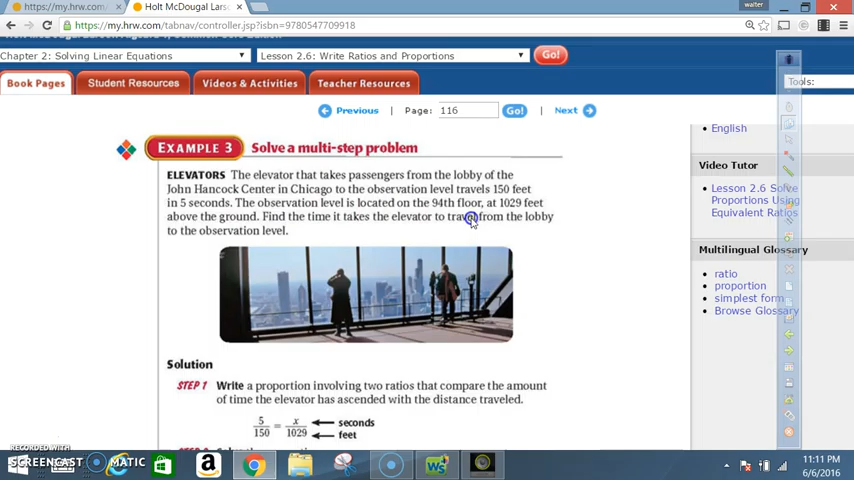 https://my.hrw.com/tabnav/
Holt McDougal Lars
walter
https://my.hrw.com/tabnav/controller.jsp?isbn=9780547709918
Chapter 2: Solving Linear Equations
Lesson 2.6: Write Ratios and Proportions
Go!
Book Pages
Student Resources
Videos & Activities
Teacher Resources
Tools:
Previous | Page: 116 Go! | Next
English
EXAMPLE 3 Solve a multi-step problem
Video Tutor
ELEVATORS The elevator that takes passengers from the lobby of the
John Hancock Center in Chicago to the observation level travels 150 feet
in 5 seconds. The observation level is located on the 94th floor, at 1029 feet
above the ground. Find the time it takes the elevator to travel from the lobby
to the observation level.
Lesson 2.6 Solve
Proportions Using
Equivalent Ratios
Multilingual Glossary
ratio
proportion
simplest form
Browse Glossary
Solution
STEP 1 Write a proportion involving two ratios that compare the amount
of time the elevator has ascended with the distance traveled.
5/150 = x/1029
seconds
feet
RECORDED WITH
SCREENCAST MATIC
11:11 PM
6/6/2016